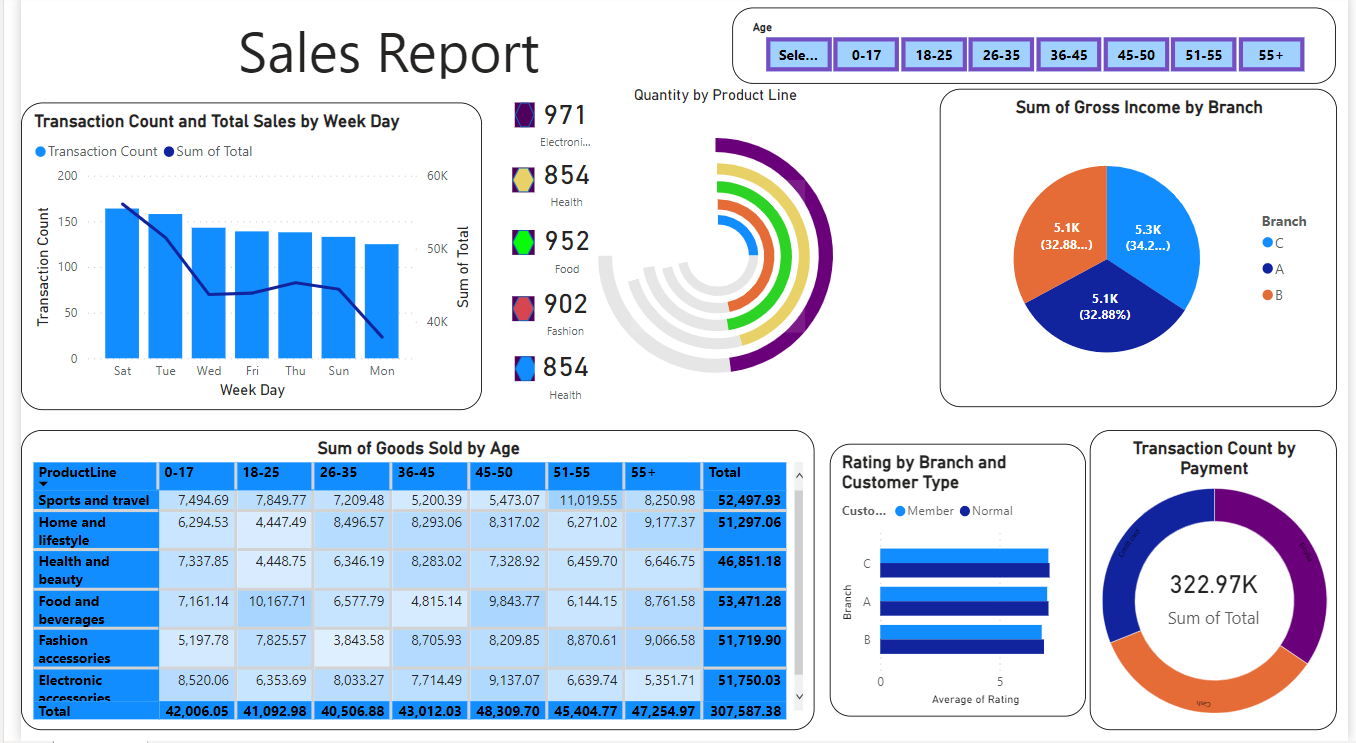 Sales Report
Age
Sele...
0-17
18-25
26-35
36-45
45-50
51-55
55+
Transaction Count and Total Sales by Week Day
Transaction Count
Sum of Total
200
150
100
50
0
60K
50K
40K
Transaction Count
Sum of Total
Sat
Tue
Wed
Fri
Thu
Sun
Mon
Week Day
971
Electroni...
854
Health
952
Food
902
Fashion
854
Health
Quantity by Product Line
Sum of Gross Income by Branch
5.1K
(32.88...)
5.3K
(34.2...)
5.1K
(32.88%)
Branch
C
A
B
Sum of Goods Sold by Age
ProductLine 0-17 18-25 26-35 36-45 45-50 51-55 55+ Total
Sports and travel 7,494.69 7,849.77 7,209.48 5,200.39 5,473.07 11,019.55 8,250.98 52,497.93
Home and 6,294.53 4,447.49 8,496.57 8,293.06 8,317.02 6,271.02 9,177.37 51,297.06
lifestyle
Health and 7,337.85 4,448.75 6,346.19 8,283.02 7,328.92 6,459.70 6,646.75 46,851.18
beauty
Food and 7,161.14 10,167.71 6,577.79 4,815.14 9,843.77 6,144.15 8,761.58 53,471.28
beverages
Fashion 5,197.78 7,825.57 3,843.58 8,705.93 8,209.85 8,870.61 9,066.58 51,719.90
accessories
Electronic 8,520.06 6,353.69 8,033.27 7,714.49 9,137.07 6,639.74 5,351.71 51,750.03
accessories
Total 42,006.05 41,092.98 40,506.88 43,012.03 48,309.70 45,404.77 47,254.97 307,587.38
Rating by Branch and
Customer Type
Custo...
Member
Normal
Branch
C
A
B
0
5
Average of Rating
Transaction Count by
Payment
322.97K
Sum of Total
Cash